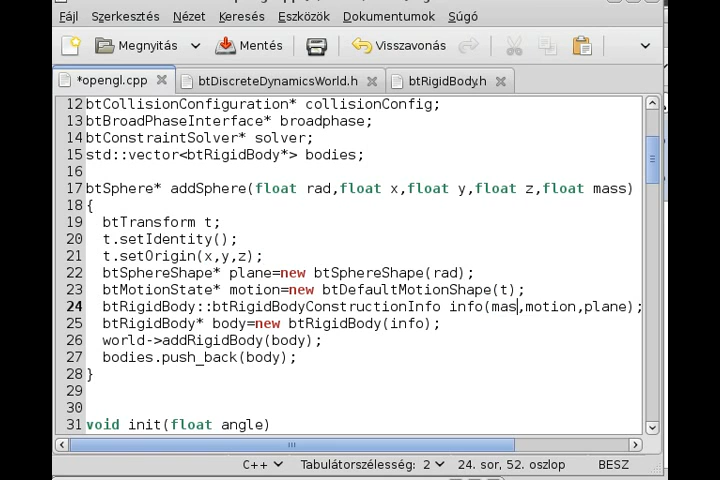 Fájl Szerkesztés Nézet Keresés Eszközök Dokumentumok Súgó
Megnyitás Mentés Visszavonás
*opengl.cpp btDiscreteDynamicsWorld.h btRigidBody.h
12 btCollisionConfiguration* collisionConfig;
13 btBroadPhaseInterface* broadphase;
14 btConstraintSolver* solver;
15 std::vector<btRigidBody*> bodies;
16
17 btSphere* addSphere(float rad,float x,float y,float z,float mass)
18 {
19 btTransform t;
20 t.setIdentity();
21 t.setOrigin(x,y,z);
22 btSphereShape* plane=new btSphereShape(rad);
23 btMotionState* motion=new btDefaultMotionShape(t);
24 btRigidBody::btRigidBodyConstructionInfo info(mas,motion,plane);
25 btRigidBody* body=new btRigidBody(info);
26 world->addRigidBody(body);
27 bodies.push_back(body);
28 }
29
30
31 void init(float angle)
C++ Tabulátorszélesség: 2 24. sor, 52. oszlop BESZ